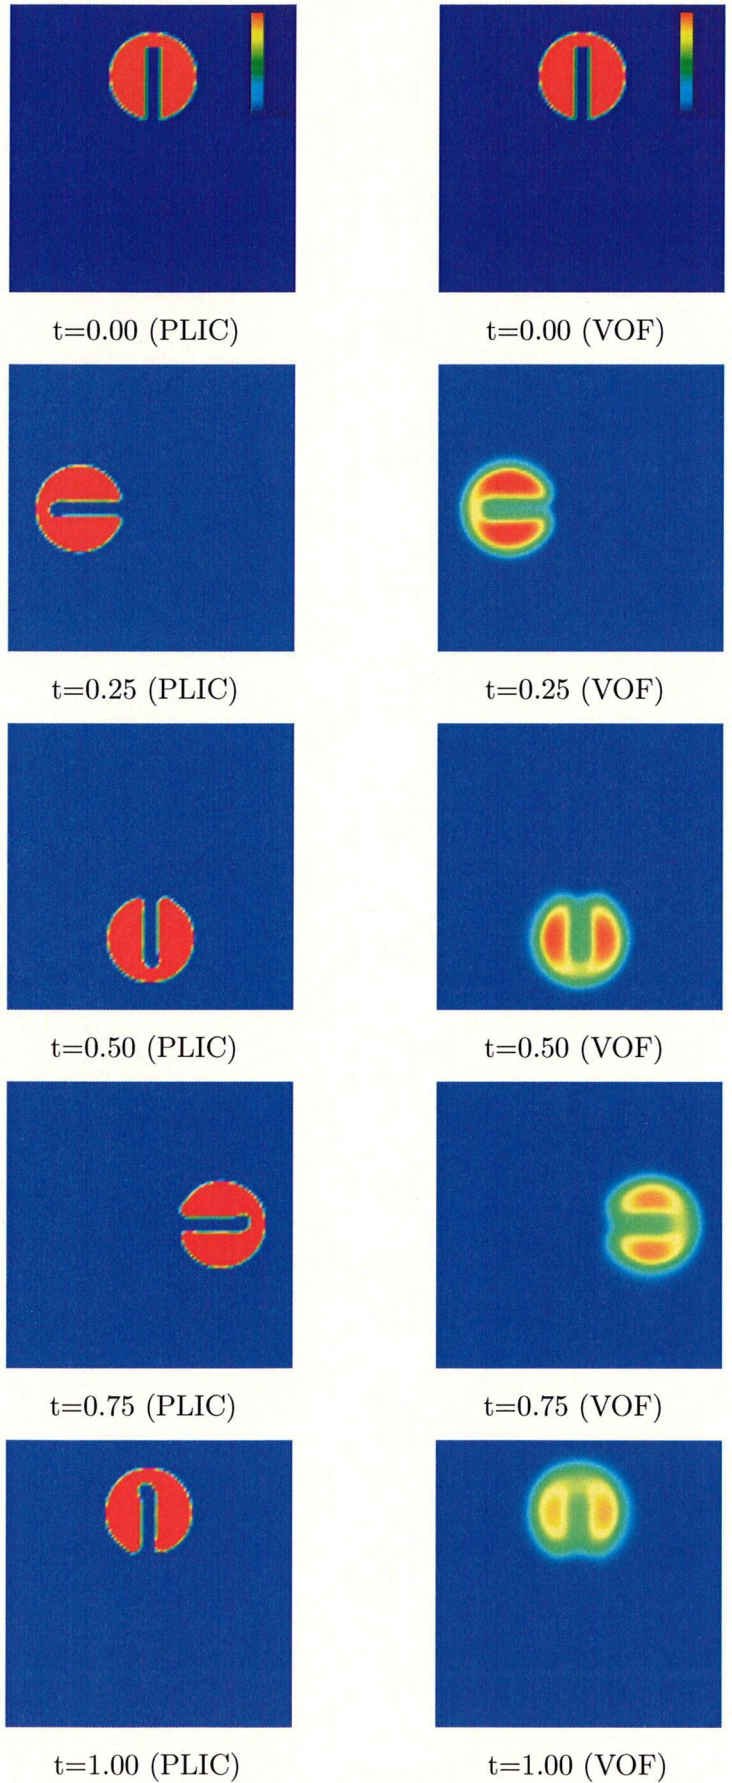 t=0.00 (PLIC) t=0.00 (VOF)
t=0.25 (PLIC) t=0.25 (VOF)
t=0.50 (PLIC) t=0.50 (VOF)
t=0.75 (PLIC) t=0.75 (VOF)
t=1.00 (PLIC) t=1.00 (VOF)